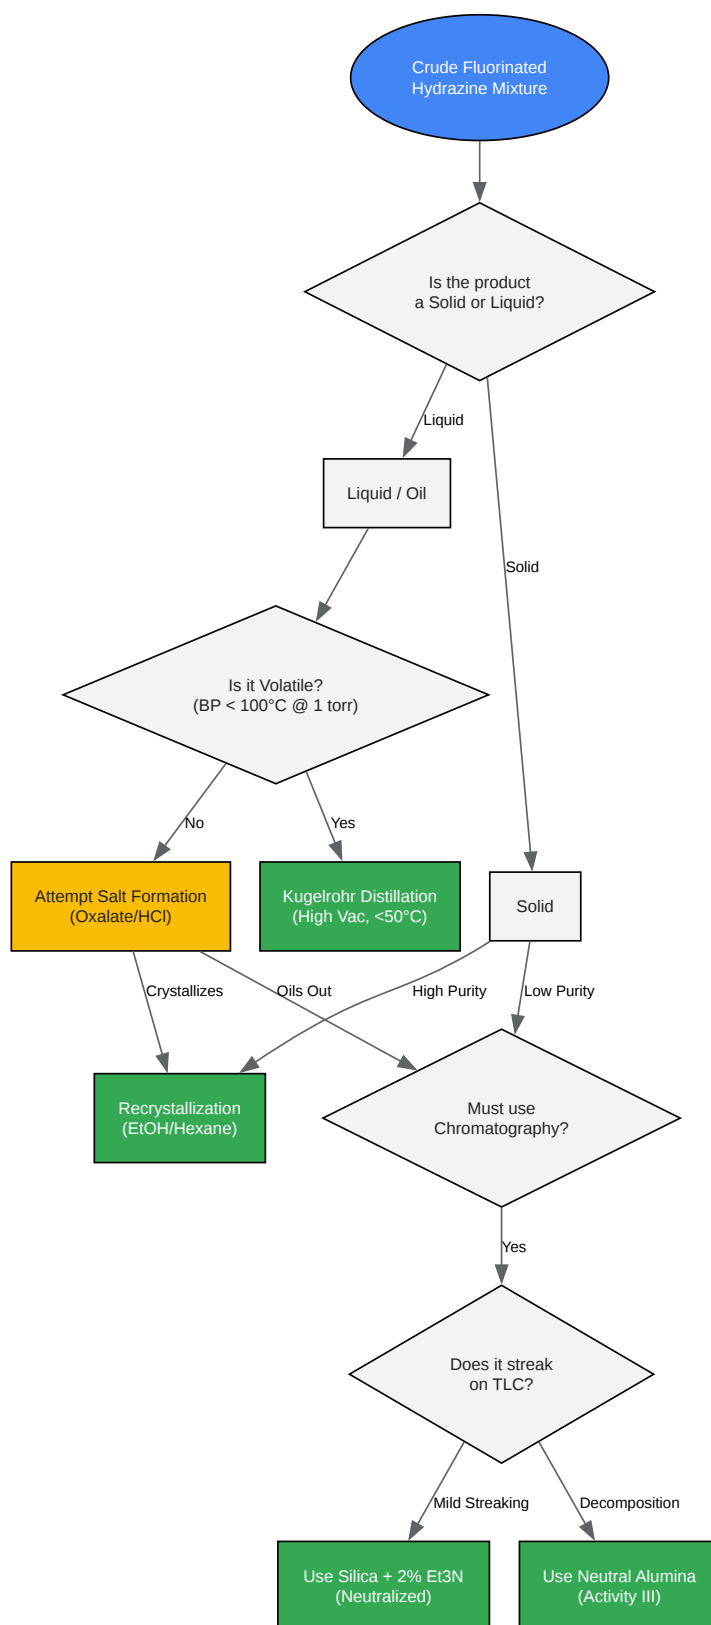 Crude Fluorinated
Hydrazine Mixture
Is the product
a Solid or Liquid?
Liquid
Liquid / Oil
Solid
Is it Volatile?
(BP < 100°C @ 1 torr)
No
Yes
Attempt Salt Formation
(Oxalate/HCl)
Kugelrohr Distillation
(High Vac, <50°C)
Solid
Crystallizes
Oils Out
High Purity
Low Purity
Recrystallization
(EtOH/Hexane)
Must use
Chromatography?
Yes
Does it streak
on TLC?
Mild Streaking
Decomposition
Use Silica + 2% Et3N
(Neutralized)
Use Neutral Alumina
(Activity III)